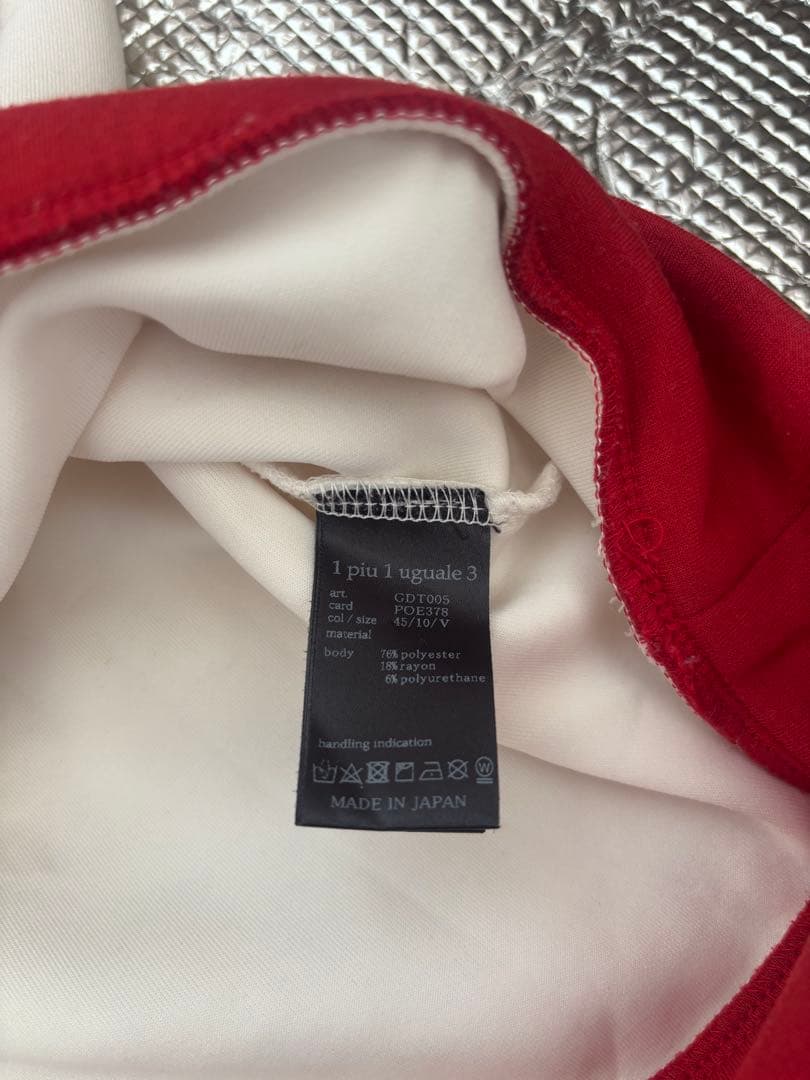 1 piu 1 uguale 3
art. GDT005
card POE378
col / size 45/10/V
material
body 76% polyester
18% rayon
6% polyurethane
handling indication
W
MADE IN JAPAN